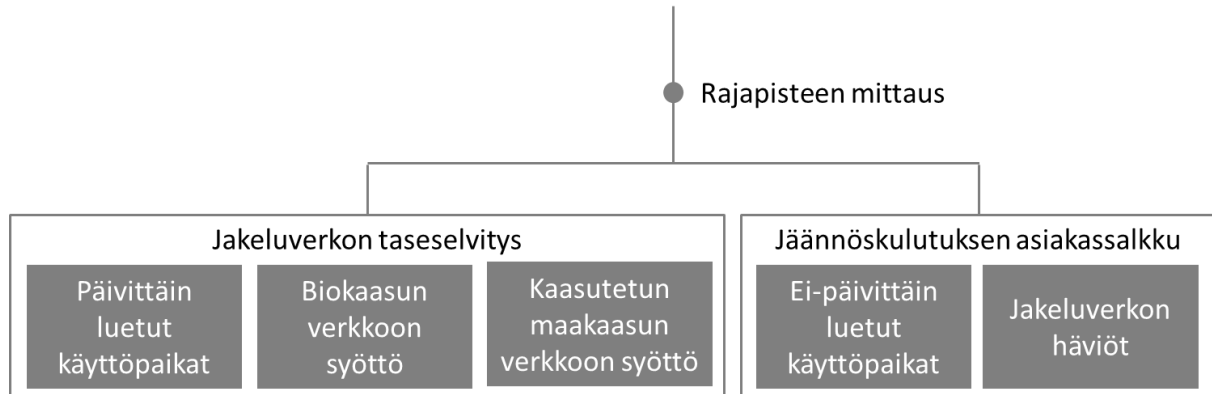 Rajapisteen mittaus
Jakeluverkon taseselvitys
Päivittäin
luetut
käyttöpaikat
Biokaasun
verkkoon
syöttö
Kaasutetun
maakaasun
verkkoon syöttö
Jäännöskulutuksen asiakassalkku
Ei-päivittäin
luetut
käyttöpaikat
Jakeluverkon
häviöt